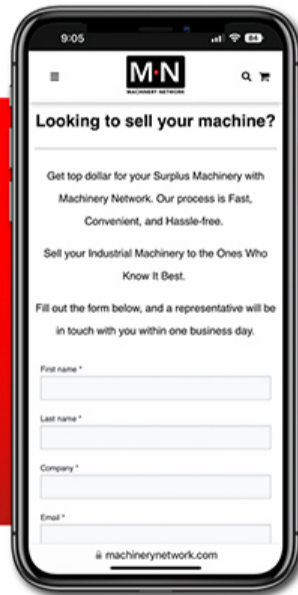 9:05
84
M·N
MACHINERY NETWORK
Looking to sell your machine?
Get top dollar for your Surplus Machinery with
Machinery Network. Our process is Fast,
Convenient, and Hassle-free.
Sell your Industrial Machinery to the Ones Who
Know It Best.
Fill out the form below, and a representative will be
in touch with you within one business day.
First name *
Last name *
Company *
Email *
machinerynetwork.com